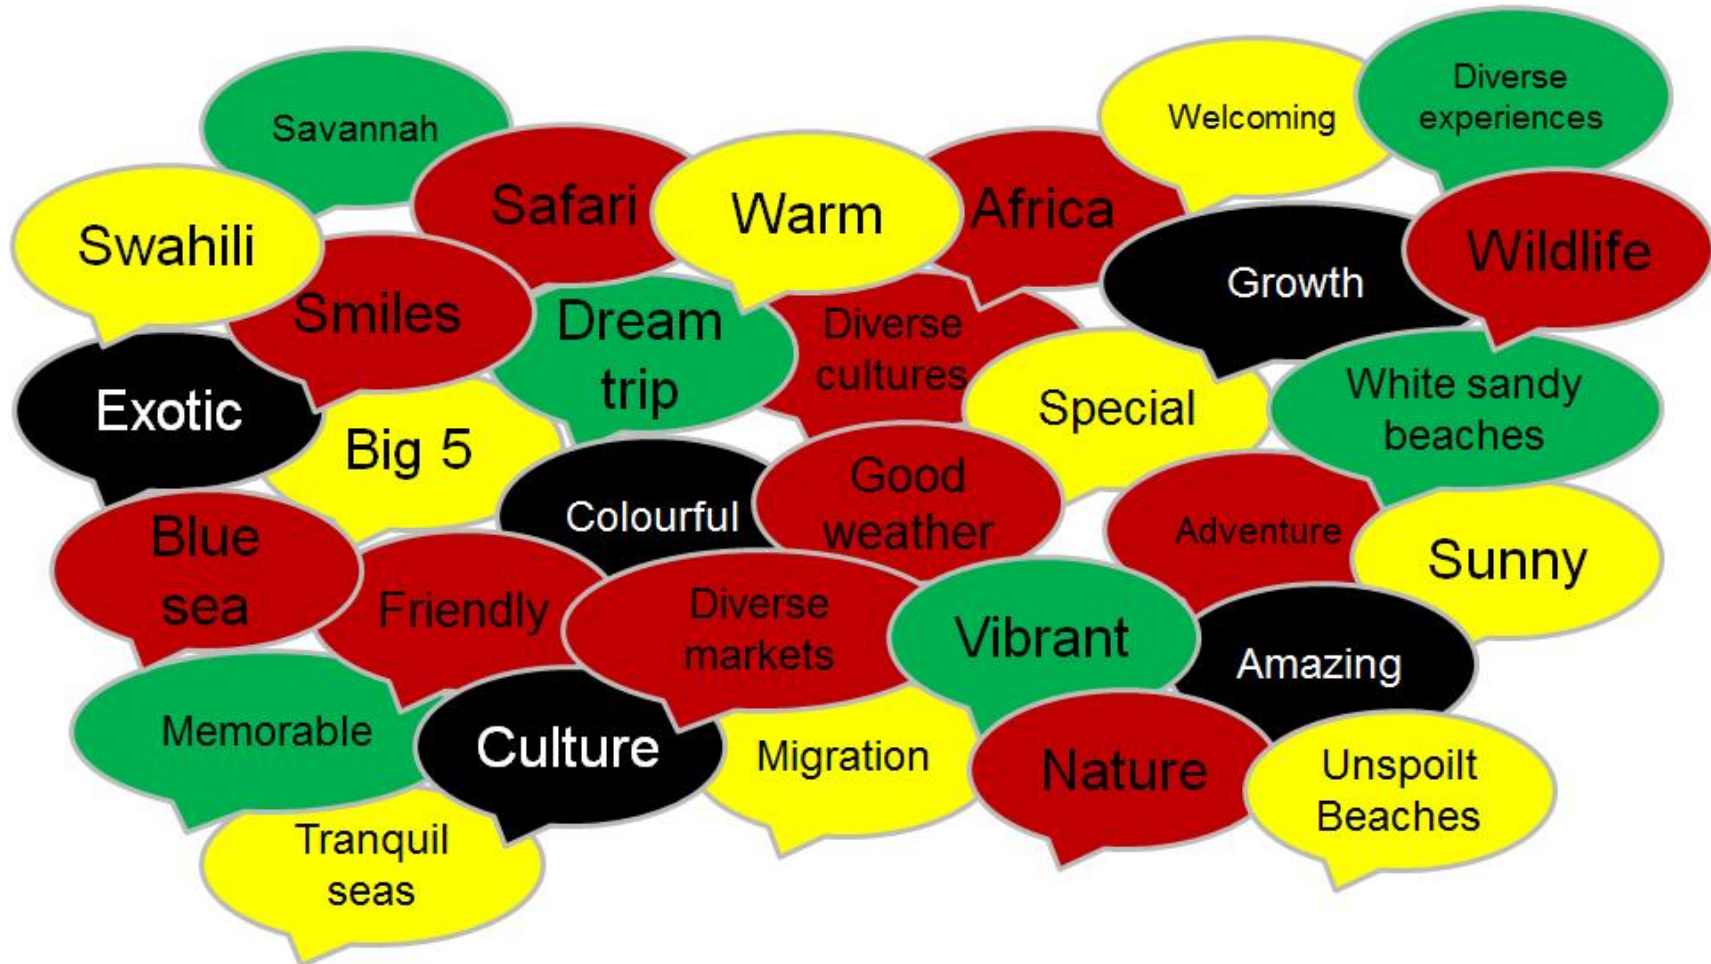 Savannah
Welcoming
Diverse
experiences
Swahili
Safari
Warm
Africa
Growth
Wildlife
Smiles
Dream
trip
Diverse
cultures
Exotic
Big 5
Special
White sandy
beaches
Colourful
Good
weather
Adventure
Sunny
Blue
sea
Friendly
Diverse
markets
Vibrant
Amazing
Memorable
Culture
Migration
Nature
Unspoilt
Beaches
Tranquil
seas